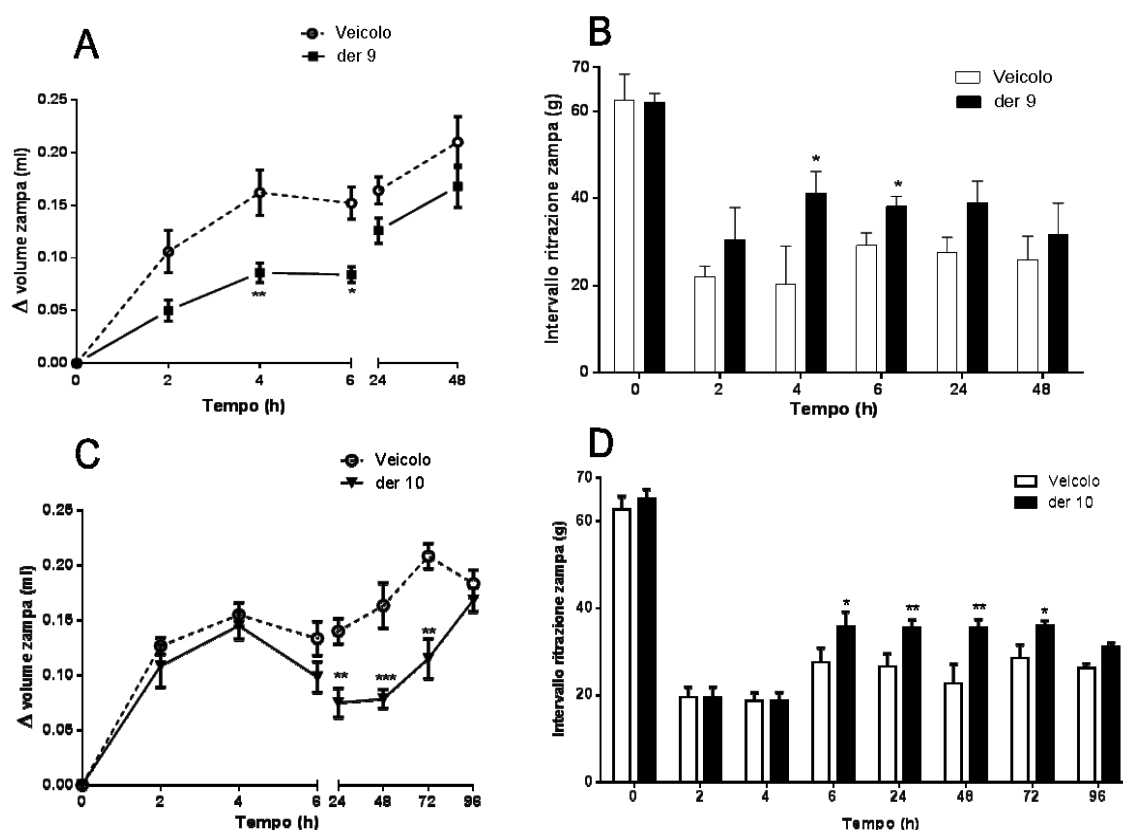 A
Veicolo
der 9
Δ volume zampa (ml)
0.25
0.20
0.15
0.10
0.05
0.00
** *
0 2 4 6 24 48
Tempo (h)
B
Veicolo
der 9
Intervallo ritrazione zampa (g)
70
60
40
20
0
* *
0 2 4 6 24 48
Tempo (h)
C
Veicolo
der 10
Δ volume zampa (ml)
0.25
0.20
0.15
0.10
0.05
0.00
** *** **
0 2 4 6 24 48 72 96
Tempo (h)
D
Veicolo
der 10
Intervallo ritrazione zampa (g)
70
60
40
20
0
* ** ** *
0 2 4 6 24 48 72 96
Tempo (h)